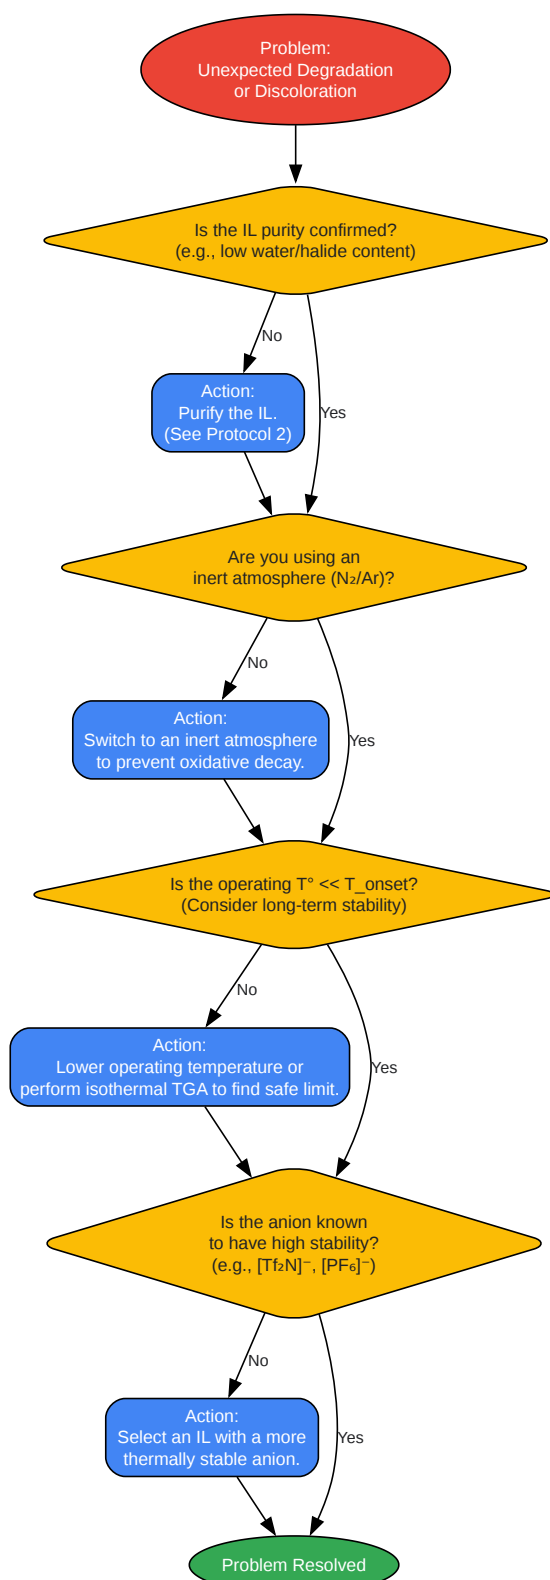 Problem:
Unexpected Degradation
or Discoloration
Is the IL purity confirmed?
(e.g., low water/halide content)
No
Yes
Action:
Purify the IL.
(See Protocol 2)
Are you using an
inert atmosphere (N₂/Ar)?
No
Yes
Action:
Switch to an inert atmosphere
to prevent oxidative decay.
Is the operating T° << T_onset?
(Consider long-term stability)
No
Yes
Action:
Lower operating temperature or
perform isothermal TGA to find safe limit.
Is the anion known
to have high stability?
(e.g., [Tf₂N]⁻, [PF₆]⁻)
No
Yes
Action:
Select an IL with a more
thermally stable anion.
Problem Resolved